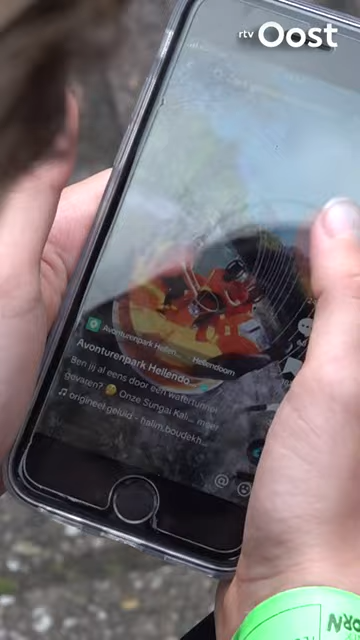 rtv Oost
Avonturenpark Hellen... Hellendoorn
Avonturenpark Hellendo...
Ben jij al eens door een watertunnel
gevaren? Onze Sungai Kali... meer
origineel geluid - halim.boudekh...